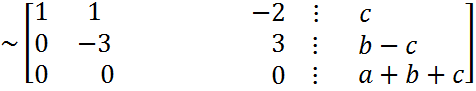 ~ [1 1 -2 ⋮ c
0 -3 3 ⋮ b - c
0 0 0 ⋮ a + b + c]